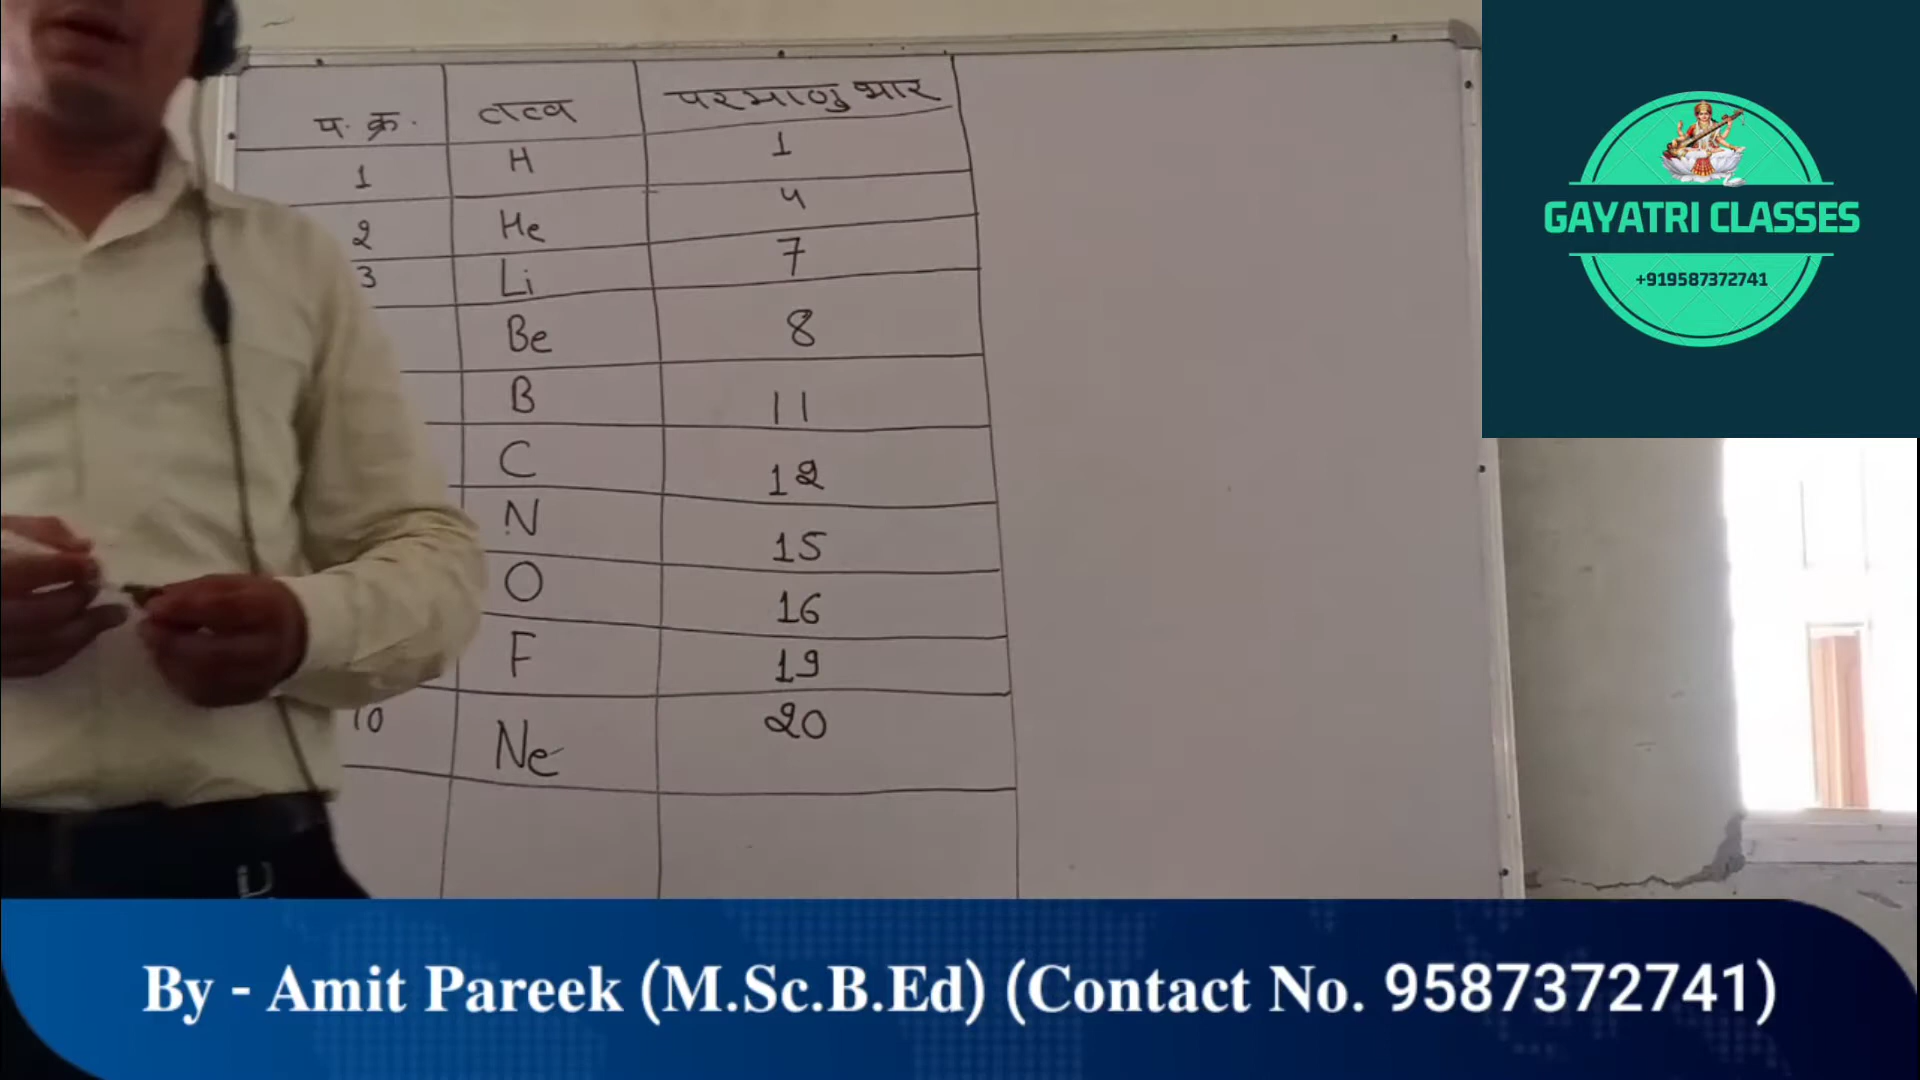 प. क्र. तत्व परमाणु भार
1 H 1
2 He 4
3 Li 7
Be 8
B 11
C 12
N 15
O 16
F 19
10 Ne 20
GAYATRI CLASSES
+919587372741
By - Amit Pareek (M.Sc.B.Ed) (Contact No. 9587372741)